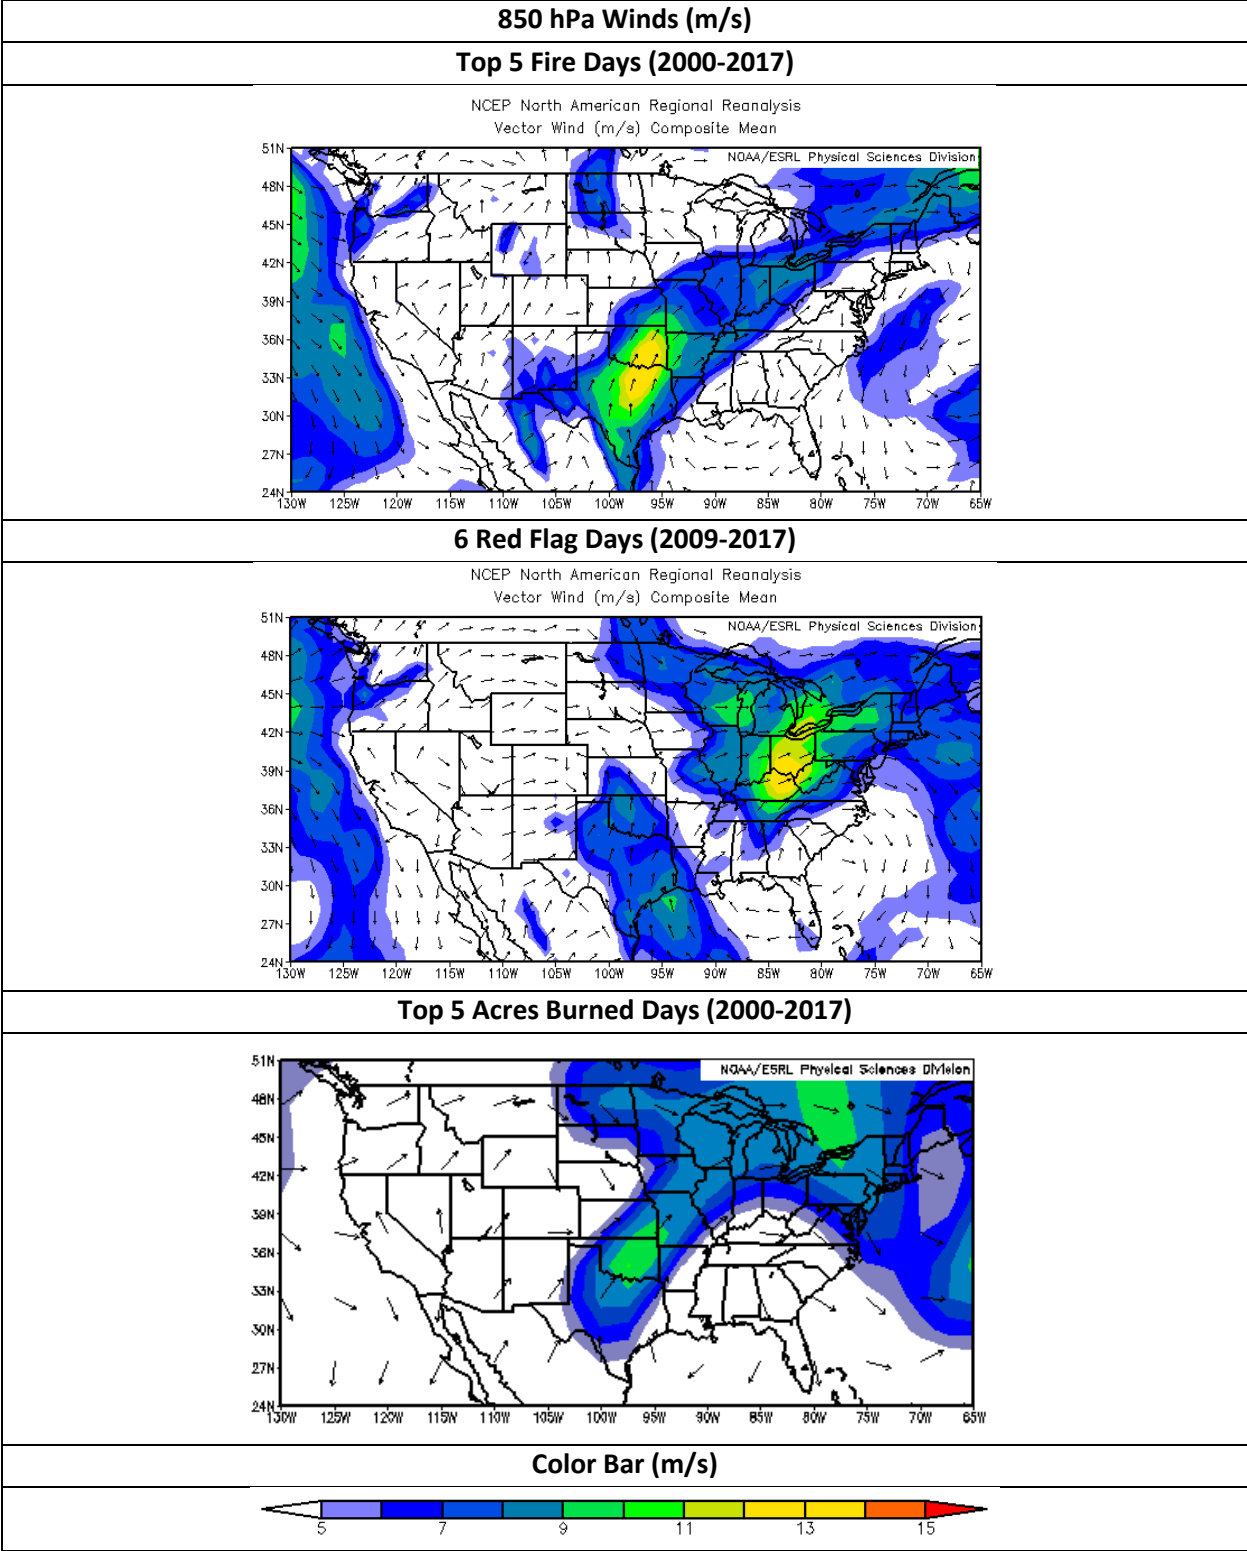 850 hPa Winds (m/s)
Top 5 Fire Days (2000-2017)
NCEP North American Regional Reanalysis
Vector Wind (m/s) Composite Mean
NOAA/ESRL Physical Sciences Division
51N
48N
45N
42N
39N
36N
33N
30N
27N
24N
130W 125W 120W 115W 110W 105W 100W 95W 90W 85W 80W 75W 70W 65W
6 Red Flag Days (2009-2017)
NCEP North American Regional Reanalysis
Vector Wind (m/s) Composite Mean
NOAA/ESRL Physical Sciences Division
51N
48N
45N
42N
39N
36N
33N
30N
27N
24N
130W 125W 120W 115W 110W 105W 100W 95W 90W 85W 80W 75W 70W 65W
Top 5 Acres Burned Days (2000-2017)
NOAA/ESRL Physical Sciences Division
51N
48N
45N
42N
39N
36N
33N
30N
27N
24N
130W 125W 120W 115W 110W 105W 100W 95W 90W 85W 80W 75W 70W 65W
Color Bar (m/s)
5 7 9 11 13 15